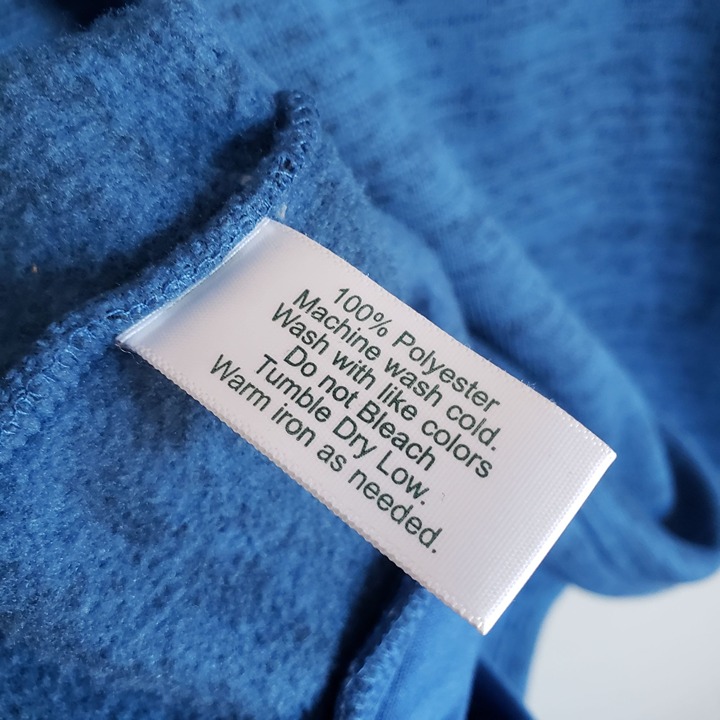 100% Polyester
Machine wash cold.
Wash with like colors
Do not Bleach
Tumble Dry Low.
Warm iron as needed.